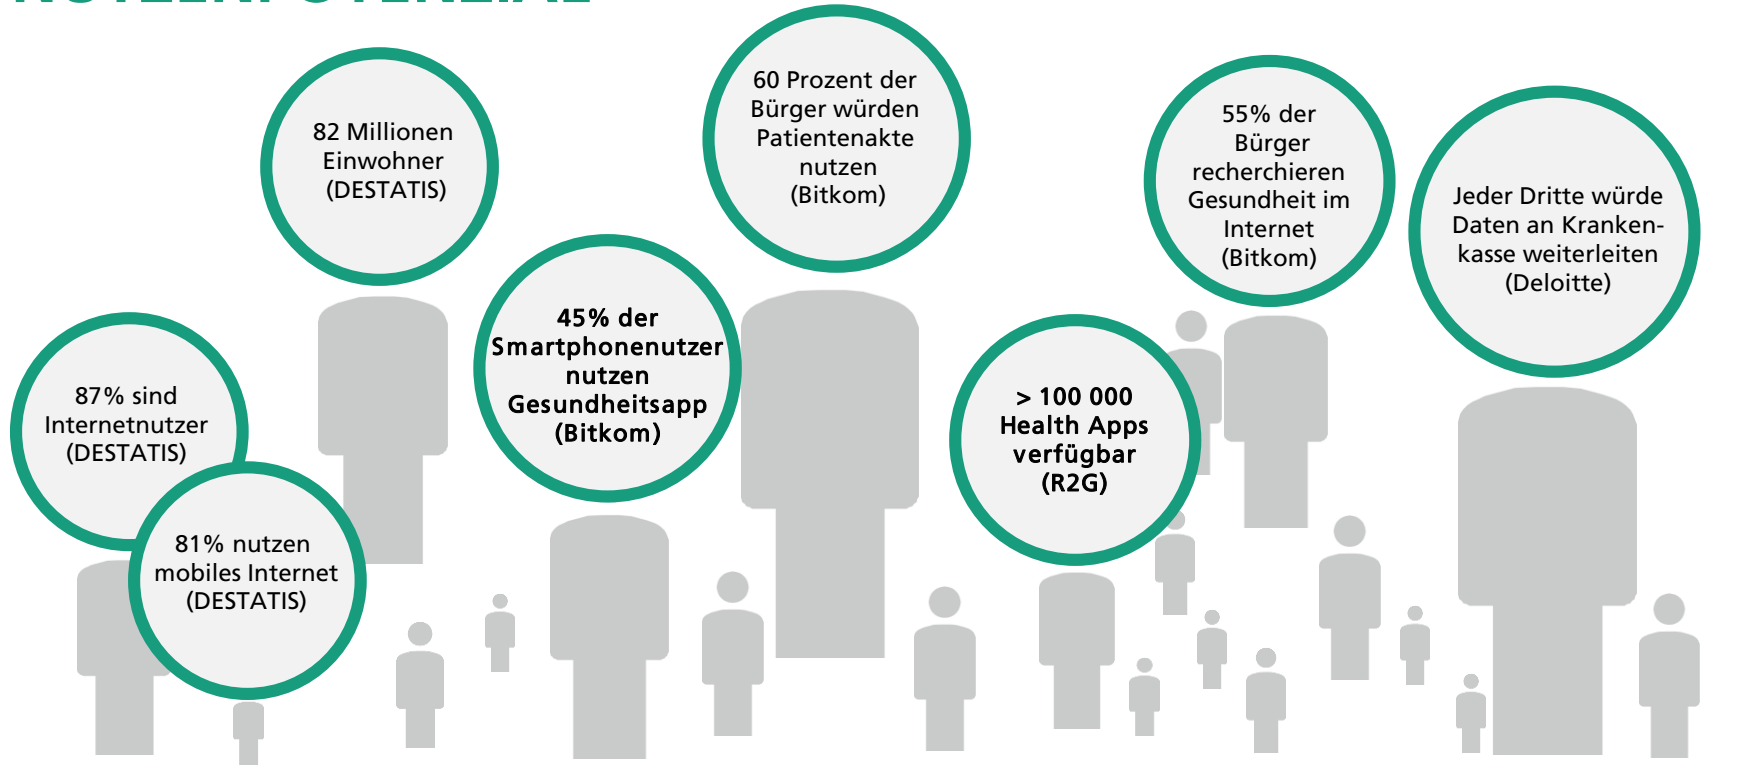 82 Millionen
Einwohner
(DESTATIS)
60 Prozent der
Bürger würden
Patientenakte
nutzen
(Bitkom)
55% der
Bürger
recherchieren
Gesundheit im
Internet
(Bitkom)
Jeder Dritte würde
Daten an Kranken-
kasse weiterleiten
(Deloitte)
45% der
Smartphonenutzer
nutzen
Gesundheitsapp
(Bitkom)
> 100 000
Health Apps
verfügbar
(R2G)
87% sind
Internetnutzer
(DESTATIS)
81% nutzen
mobiles Internet
(DESTATIS)